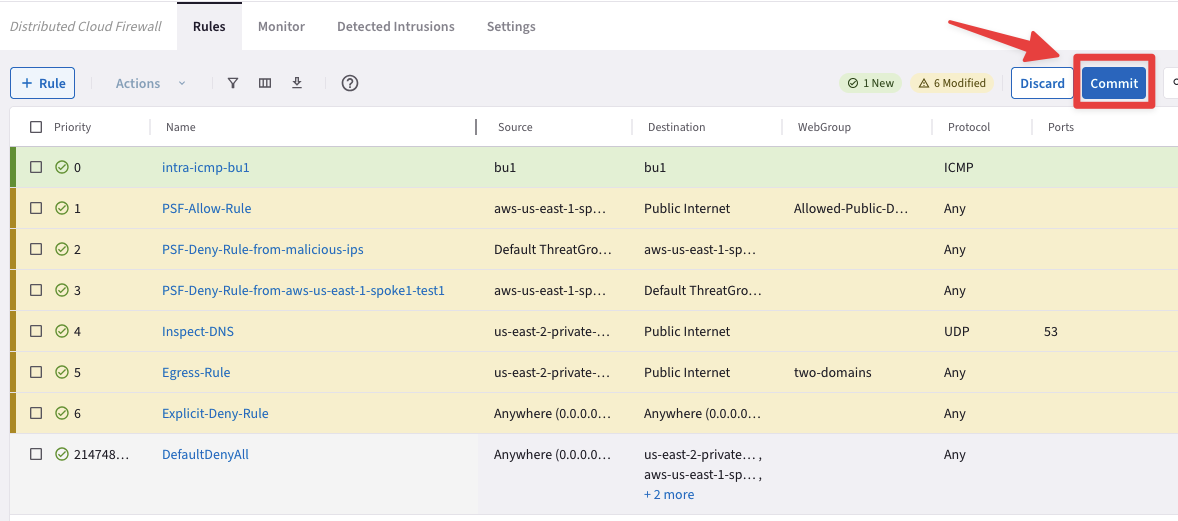 Distributed Cloud Firewall Rules Monitor Detected Intrusions Settings
+ Rule Actions 1 New 6 Modified Discard Commit
Priority Name Source Destination WebGroup Protocol Ports
0 intra-icmp-bu1 bu1 bu1 ICMP
1 PSF-Allow-Rule aws-us-east-1-sp... Public Internet Allowed-Public-D... Any
2 PSF-Deny-Rule-from-malicious-ips Default ThreatGro... aws-us-east-1-sp... Any
3 PSF-Deny-Rule-from-aws-us-east-1-spoke1-test1 aws-us-east-1-sp... Default ThreatGro... Any
4 Inspect-DNS us-east-2-private-... Public Internet UDP 53
5 Egress-Rule us-east-2-private-... Public Internet two-domains Any
6 Explicit-Deny-Rule Anywhere (0.0.0.0... Anywhere (0.0.0.0... Any
214748... DefaultDenyAll Anywhere (0.0.0.0... us-east-2-private... , Any
aws-us-east-1-sp... ,
+ 2 more